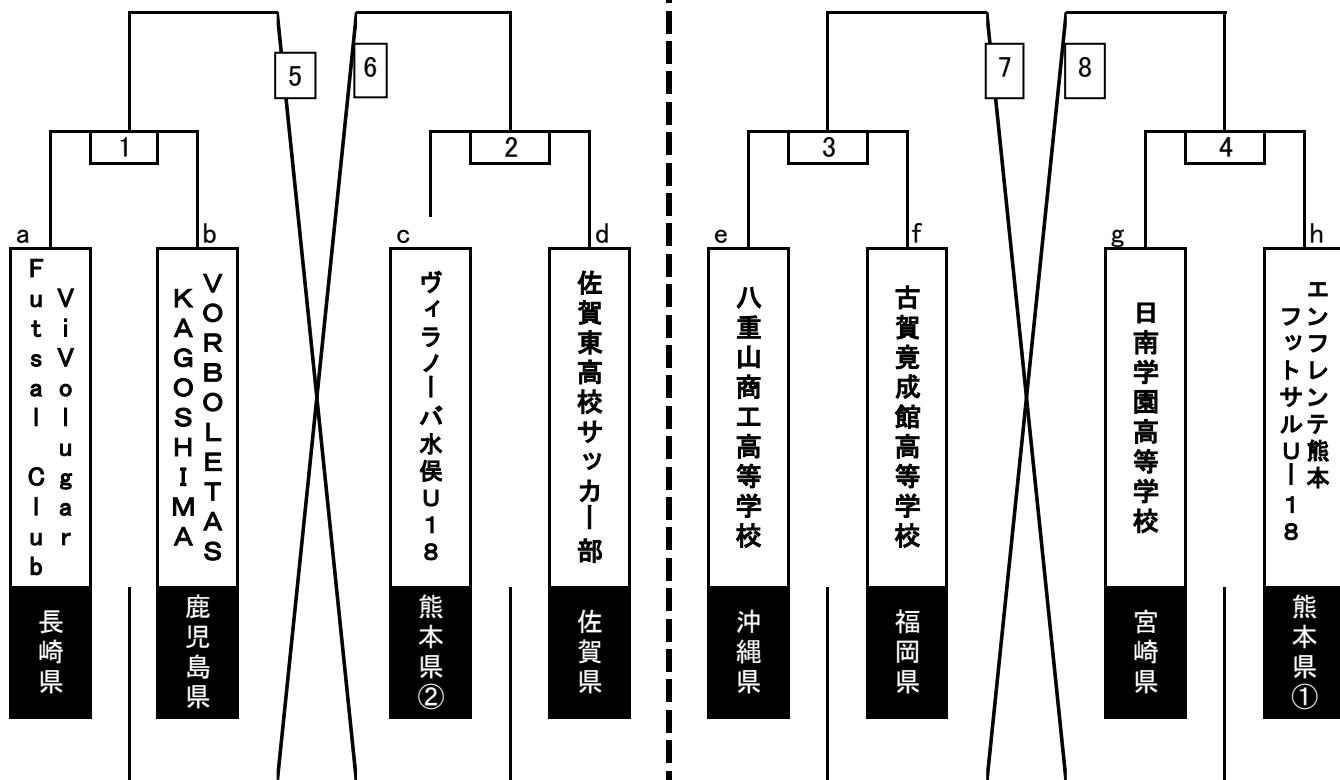 5
6
7
8
1
2
3
4
a
b
c
d
e
f
g
h
ViVolugar
Futsal Club
VORBOLETAS
KAGOSHIMA
ヴィラノーバ水俣U18
佐賀東高校サッカー部
八重山商工高等学校
古賀竟成館高等学校
日南学園高等学校
エンフレンテ熊本
フットサルU－18
長崎県
鹿児島県
熊本県②
佐賀県
沖縄県
福岡県
宮崎県
熊本県①